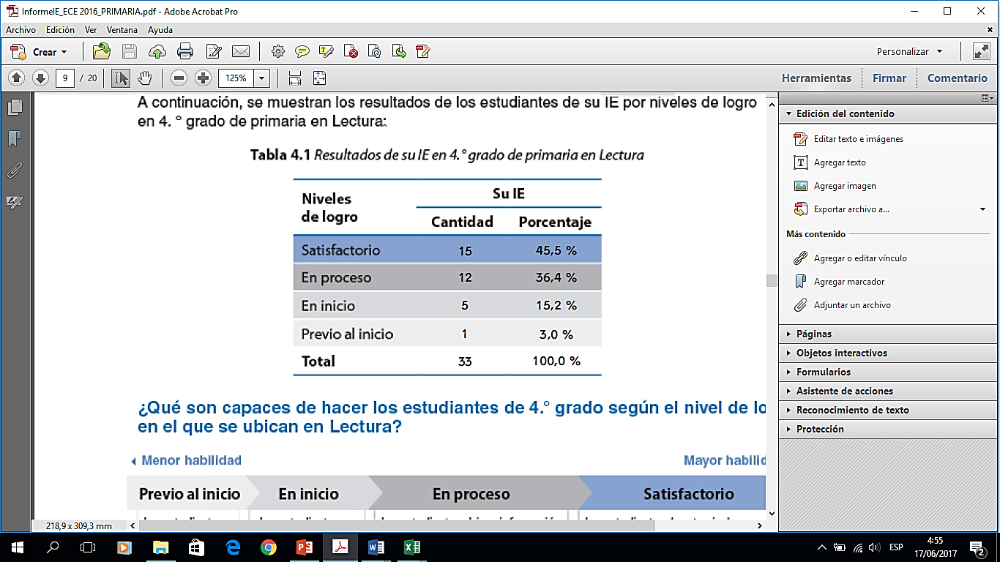 InformeIE_ECE 2016_PRIMARIA.pdf - Adobe Acrobat Pro
Archivo Edición Ver Ventana Ayuda
Crear
Personalizar
9 / 20
125%
Herramientas Firmar Comentario
A continuación, se muestran los resultados de los estudiantes de su IE por niveles de logro
en 4. ° grado de primaria en Lectura:
Tabla 4.1 Resultados de su IE en 4.° grado de primaria en Lectura
Niveles de logro
Su IE
Cantidad Porcentaje
Satisfactorio 15 45,5 %
En proceso 12 36,4 %
En inicio 5 15,2 %
Previo al inicio 1 3,0 %
Total 33 100,0 %
¿Qué son capaces de hacer los estudiantes de 4.° grado según el nivel de lo
en el que se ubican en Lectura?
Menor habilidad
Mayor habilid
Previo al inicio En inicio En proceso Satisfactorio
218,9 x 309,3 mm
Edición del contenido
Editar texto e imágenes
Agregar texto
Agregar imagen
Exportar archivo a...
Más contenido
Agregar o editar vínculo
Agregar marcador
Adjuntar un archivo
Páginas
Objetos interactivos
Formularios
Asistente de acciones
Reconocimiento de texto
Protección
ESP
4:55
17/06/2017
2